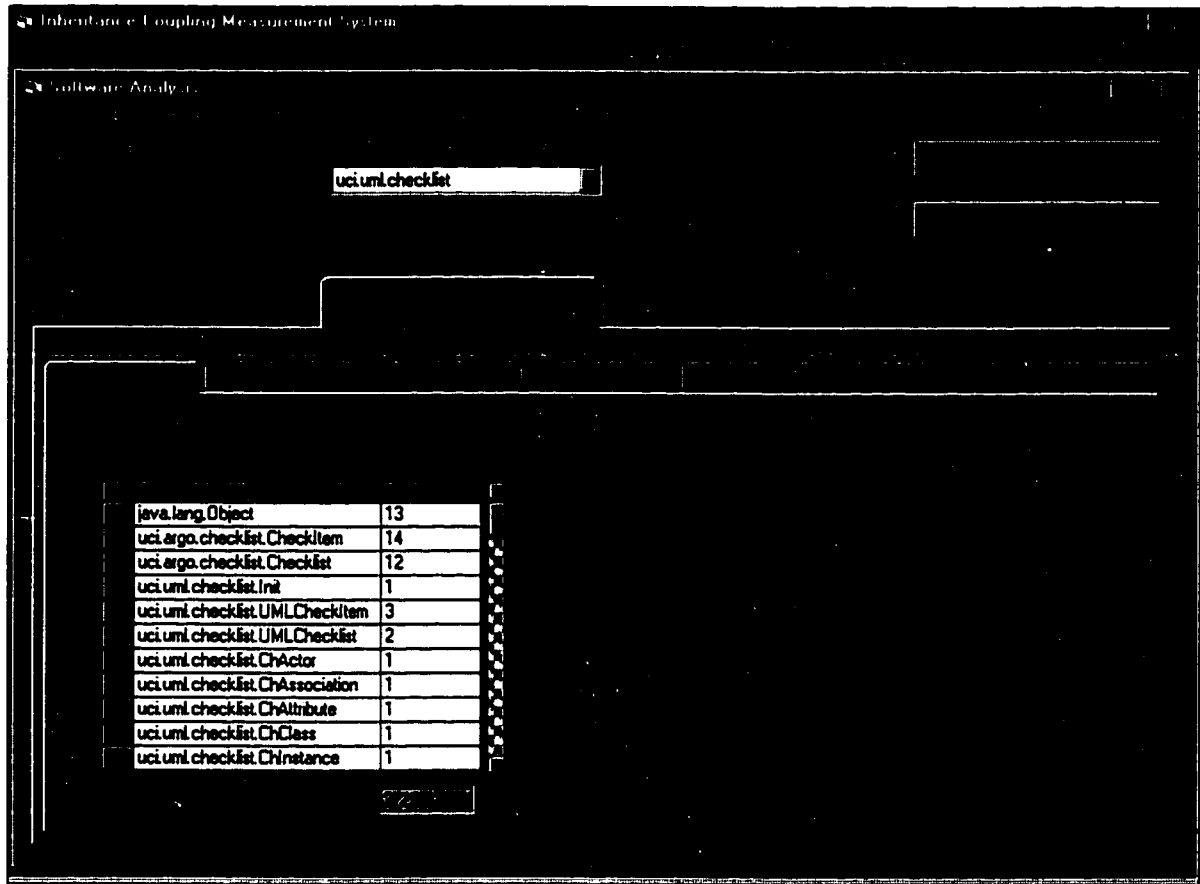 Inheritance Coupling Measurement System
Software Analysis
uci.uml.checklist
java.lang.Object 13
uci.argo.checklist.CheckItem 14
uci.argo.checklist.Checklist 12
uci.uml.checklist.Init 1
uci.uml.checklist.UMLCheckItem 3
uci.uml.checklist.UMLChecklist 2
uci.uml.checklist.ChActor 1
uci.uml.checklist.ChAssociation 1
uci.uml.checklist.ChAttribute 1
uci.uml.checklist.ChClass 1
uci.uml.checklist.ChInstance 1